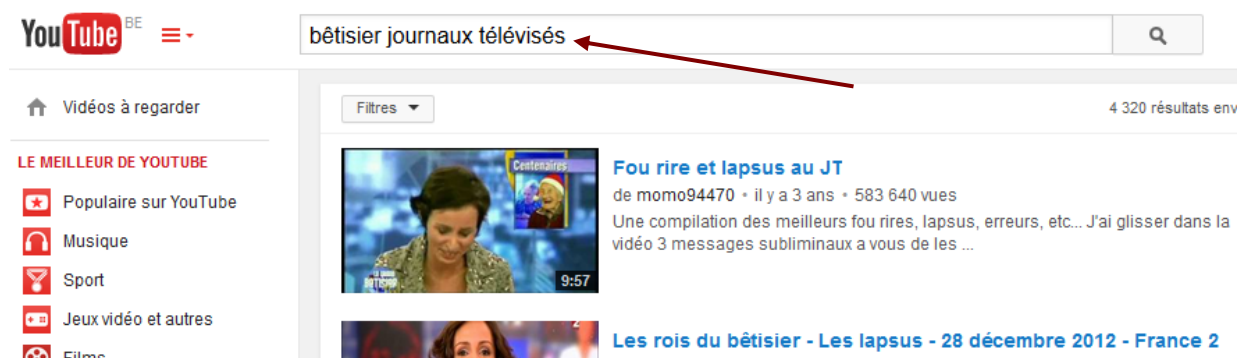 YouTube BE
bêtisier journaux télévisés
Vidéos à regarder
LE MEILLEUR DE YOUTUBE
Populaire sur YouTube
Musique
Sport
Jeux vidéo et autres
Films
Filtres
4 320 résultats env
Centenaires
9:57
Fou rire et lapsus au JT
de momo94470 • il y a 3 ans • 583 640 vues
Une compilation des meilleurs fou rires, lapsus, erreurs, etc... J'ai glisser dans la
vidéo 3 messages subliminaux a vous de les ...
Les rois du bêtisier - Les lapsus - 28 décembre 2012 - France 2